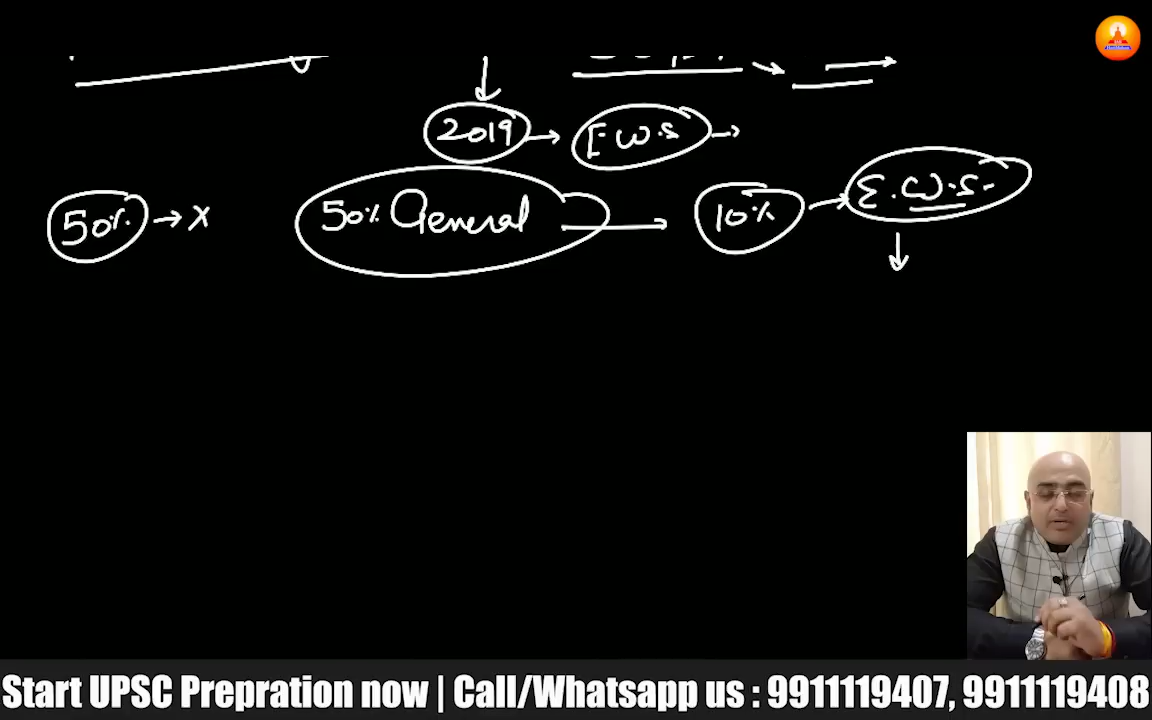 2019 → E.W.S →
50% → X 50% General → 10% → E.W.S.
Start UPSC Prepration now | Call/Whatsapp us : 9911119407, 9911119408